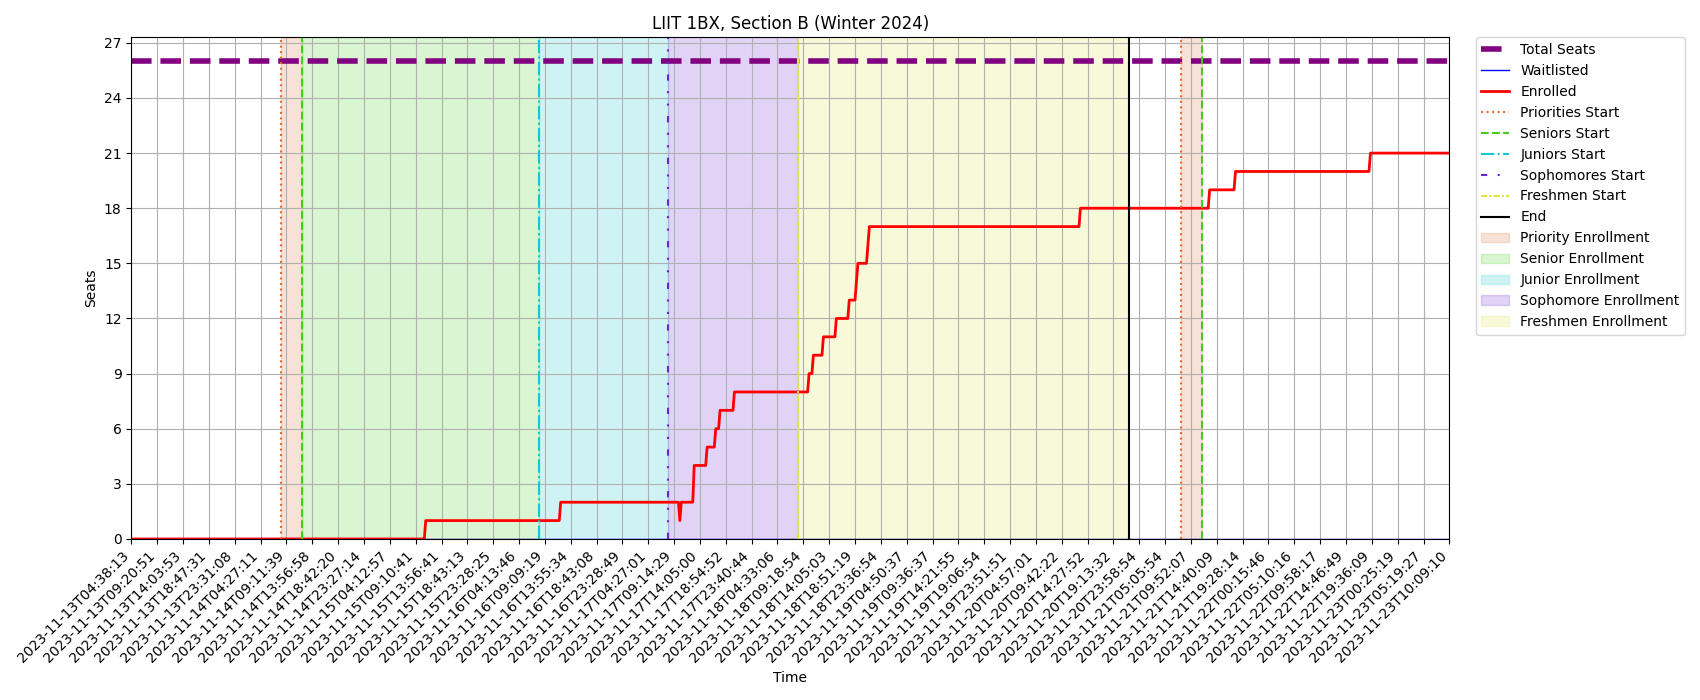 LIIT 1BX, Section B (Winter 2024)
27
24
21
18
15
12
9
6
3
0
Seats
2023-11-13T04:38:13
2023-11-13T09:20:51
2023-11-13T14:03:53
2023-11-13T18:47:31
2023-11-13T23:31:08
2023-11-14T04:27:11
2023-11-14T09:11:39
2023-11-14T13:56:58
2023-11-14T18:42:20
2023-11-14T23:27:14
2023-11-15T04:12:57
2023-11-15T09:10:41
2023-11-15T13:56:41
2023-11-15T18:43:13
2023-11-15T23:28:25
2023-11-16T04:13:46
2023-11-16T09:09:19
2023-11-16T13:55:34
2023-11-16T18:43:08
2023-11-16T23:28:49
2023-11-17T04:27:01
2023-11-17T09:14:29
2023-11-17T14:05:00
2023-11-17T18:54:52
2023-11-17T23:40:44
2023-11-18T04:33:06
2023-11-18T09:18:54
2023-11-18T14:05:03
2023-11-18T18:51:19
2023-11-18T23:36:54
2023-11-19T04:50:37
2023-11-19T09:36:37
2023-11-19T14:21:55
2023-11-19T19:06:54
2023-11-19T23:51:51
2023-11-20T04:57:01
2023-11-20T09:42:22
2023-11-20T14:27:52
2023-11-20T19:13:32
2023-11-20T23:58:54
2023-11-21T05:05:54
2023-11-21T09:52:07
2023-11-21T14:40:09
2023-11-21T19:28:14
2023-11-22T00:15:46
2023-11-22T05:10:16
2023-11-22T09:58:17
2023-11-22T14:46:49
2023-11-22T19:36:09
2023-11-23T00:25:19
2023-11-23T05:19:27
2023-11-23T10:09:10
Time
Total Seats
Waitlisted
Enrolled
Priorities Start
Seniors Start
Juniors Start
Sophomores Start
Freshmen Start
End
Priority Enrollment
Senior Enrollment
Junior Enrollment
Sophomore Enrollment
Freshmen Enrollment